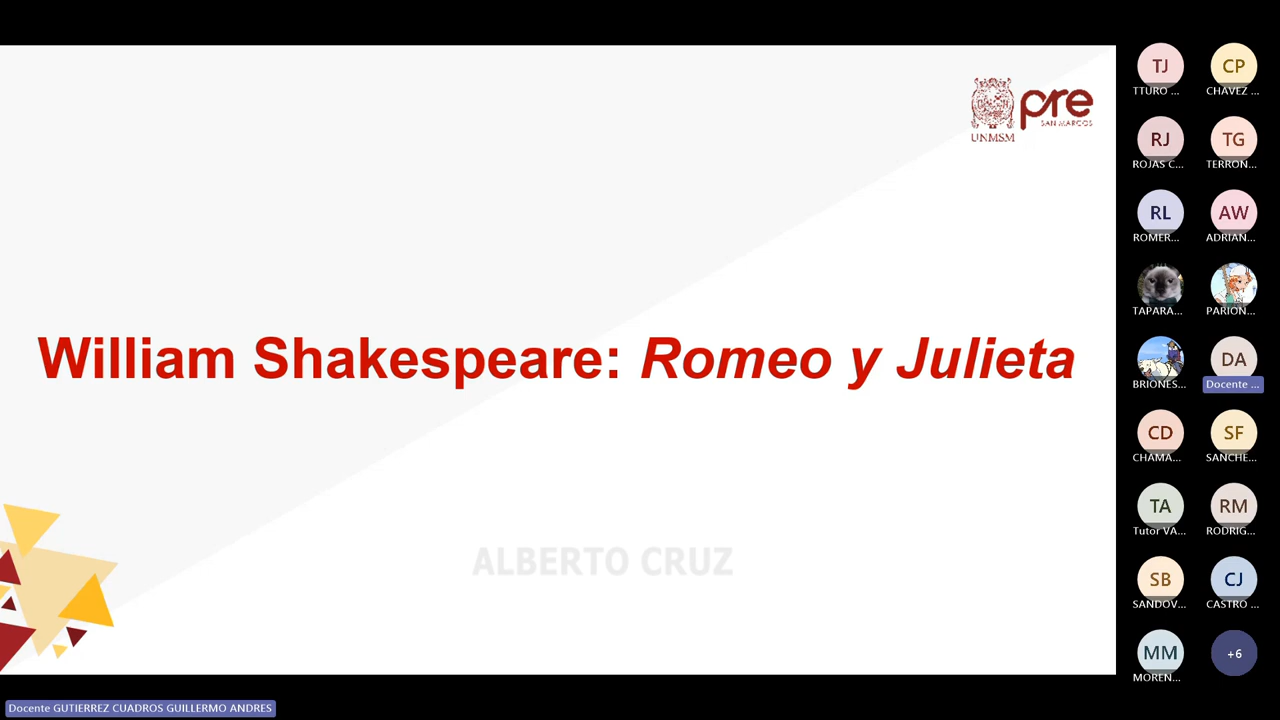 UNMSM
pre
SAN MARCOS
William Shakespeare: Romeo y Julieta
ALBERTO CRUZ
Docente GUTIERREZ CUADROS GUILLERMO ANDRES
TJ
TTURO ...
CP
CHAVEZ ...
RJ
ROJAS C...
TG
TERRON...
RL
ROMER...
AW
ADRIAN...
TAPARA...
PARION...
BRIONES...
DA
Docente ...
CD
CHAMA...
SF
SANCHE...
TA
Tutor VA...
RM
RODRIG...
SB
SANDOV...
CJ
CASTRO ...
MM
MOREN...
+6